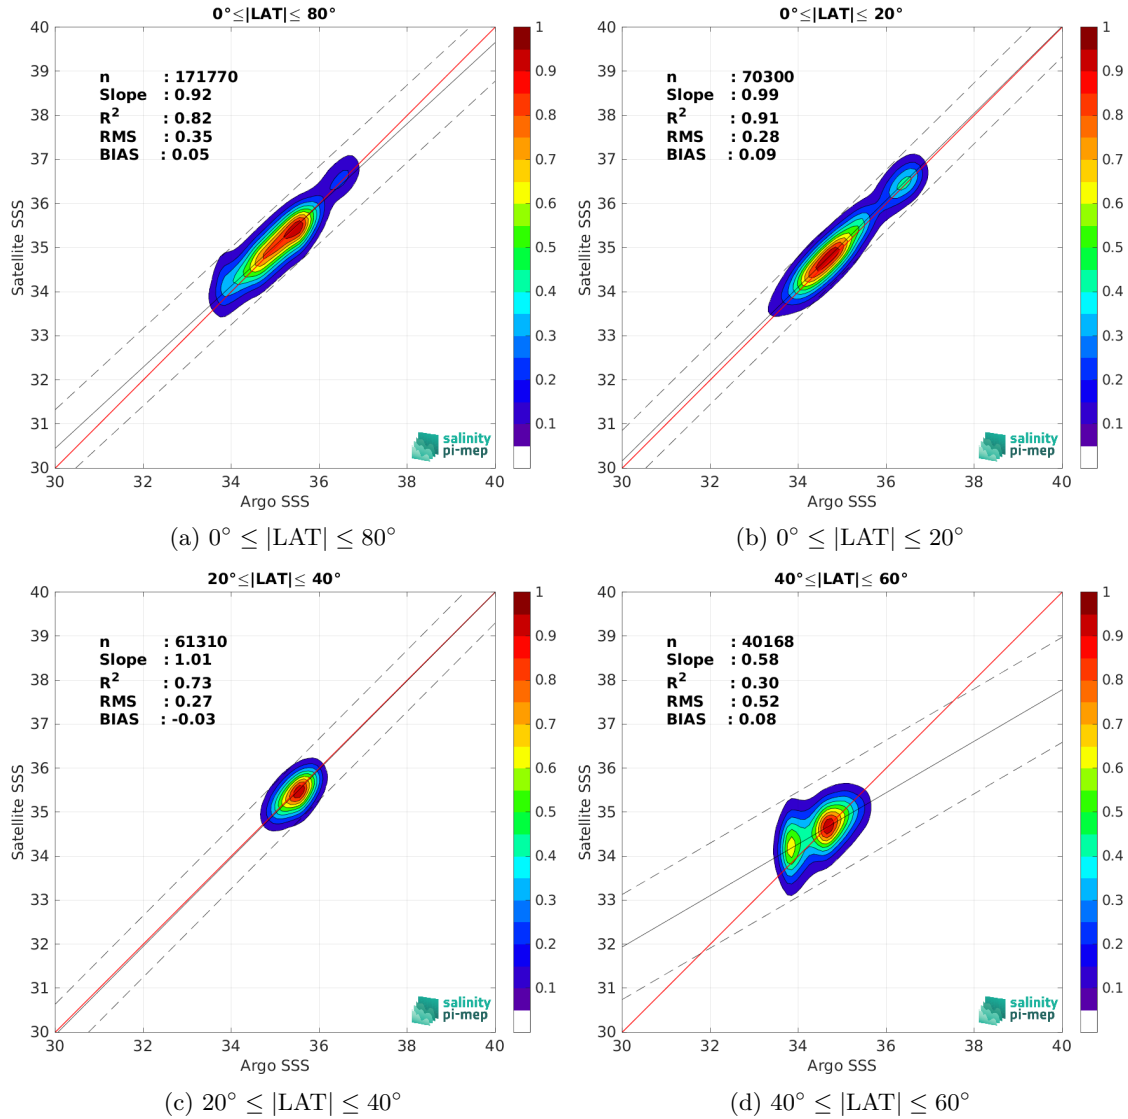 0°≤|LAT|≤ 80°
n : 171770
Slope : 0.92
R² : 0.82
RMS : 0.35
BIAS : 0.05
40
39
38
37
36
35
34
33
32
31
30
Satellite SSS
30 32 34 36 38 40
Argo SSS
salinity
pi-mep
1
0.9
0.8
0.7
0.6
0.5
0.4
0.3
0.2
0.1
(a) 0° ≤ |LAT| ≤ 80°
0°≤|LAT|≤ 20°
n : 70300
Slope : 0.99
R² : 0.91
RMS : 0.28
BIAS : 0.09
40
39
38
37
36
35
34
33
32
31
30
Satellite SSS
30 32 34 36 38 40
Argo SSS
salinity
pi-mep
1
0.9
0.8
0.7
0.6
0.5
0.4
0.3
0.2
0.1
(b) 0° ≤ |LAT| ≤ 20°
20°≤|LAT|≤ 40°
n : 61310
Slope : 1.01
R² : 0.73
RMS : 0.27
BIAS : -0.03
40
39
38
37
36
35
34
33
32
31
30
Satellite SSS
30 32 34 36 38 40
Argo SSS
salinity
pi-mep
1
0.9
0.8
0.7
0.6
0.5
0.4
0.3
0.2
0.1
(c) 20° ≤ |LAT| ≤ 40°
40°≤|LAT|≤ 60°
n : 40168
Slope : 0.58
R² : 0.30
RMS : 0.52
BIAS : 0.08
40
39
38
37
36
35
34
33
32
31
30
Satellite SSS
30 32 34 36 38 40
Argo SSS
salinity
pi-mep
1
0.9
0.8
0.7
0.6
0.5
0.4
0.3
0.2
0.1
(d) 40° ≤ |LAT| ≤ 60°